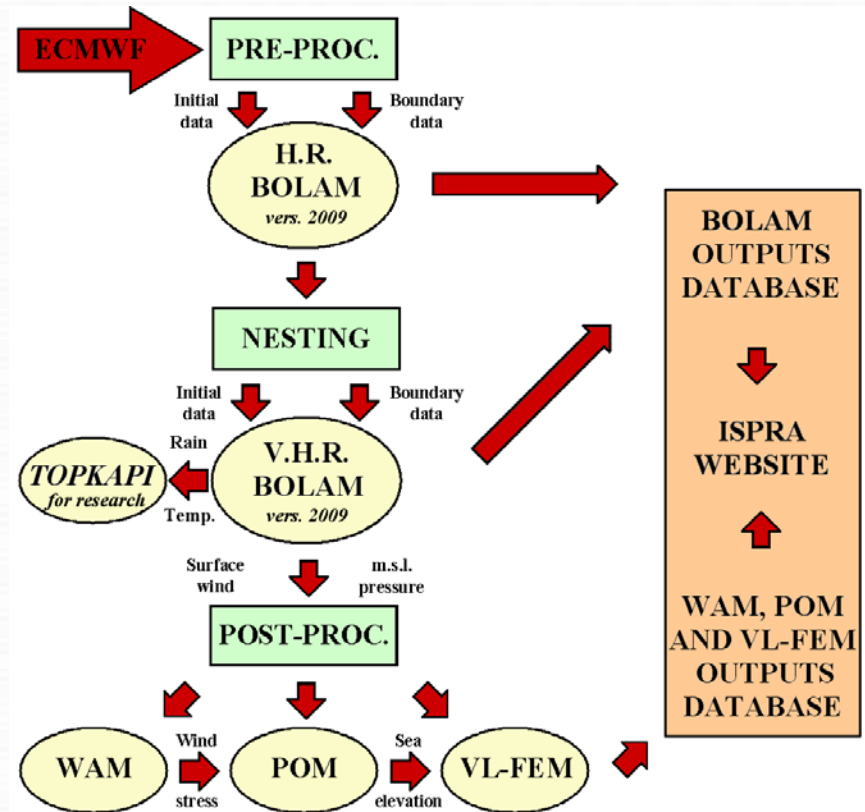 ECMWF
PRE-PROC.
Initial
data
Boundary
data
H.R.
BOLAM
vers. 2009
NESTING
Initial
data
Boundary
data
Rain
TOPKAPI
for research
Temp.
V.H.R.
BOLAM
vers. 2009
Surface
wind
m.s.l.
pressure
POST-PROC.
WAM
Wind
stress
POM
Sea
elevation
VL-FEM
BOLAM
OUTPUTS
DATABASE
ISPRA
WEBSITE
WAM, POM
AND VL-FEM
OUTPUTS
DATABASE